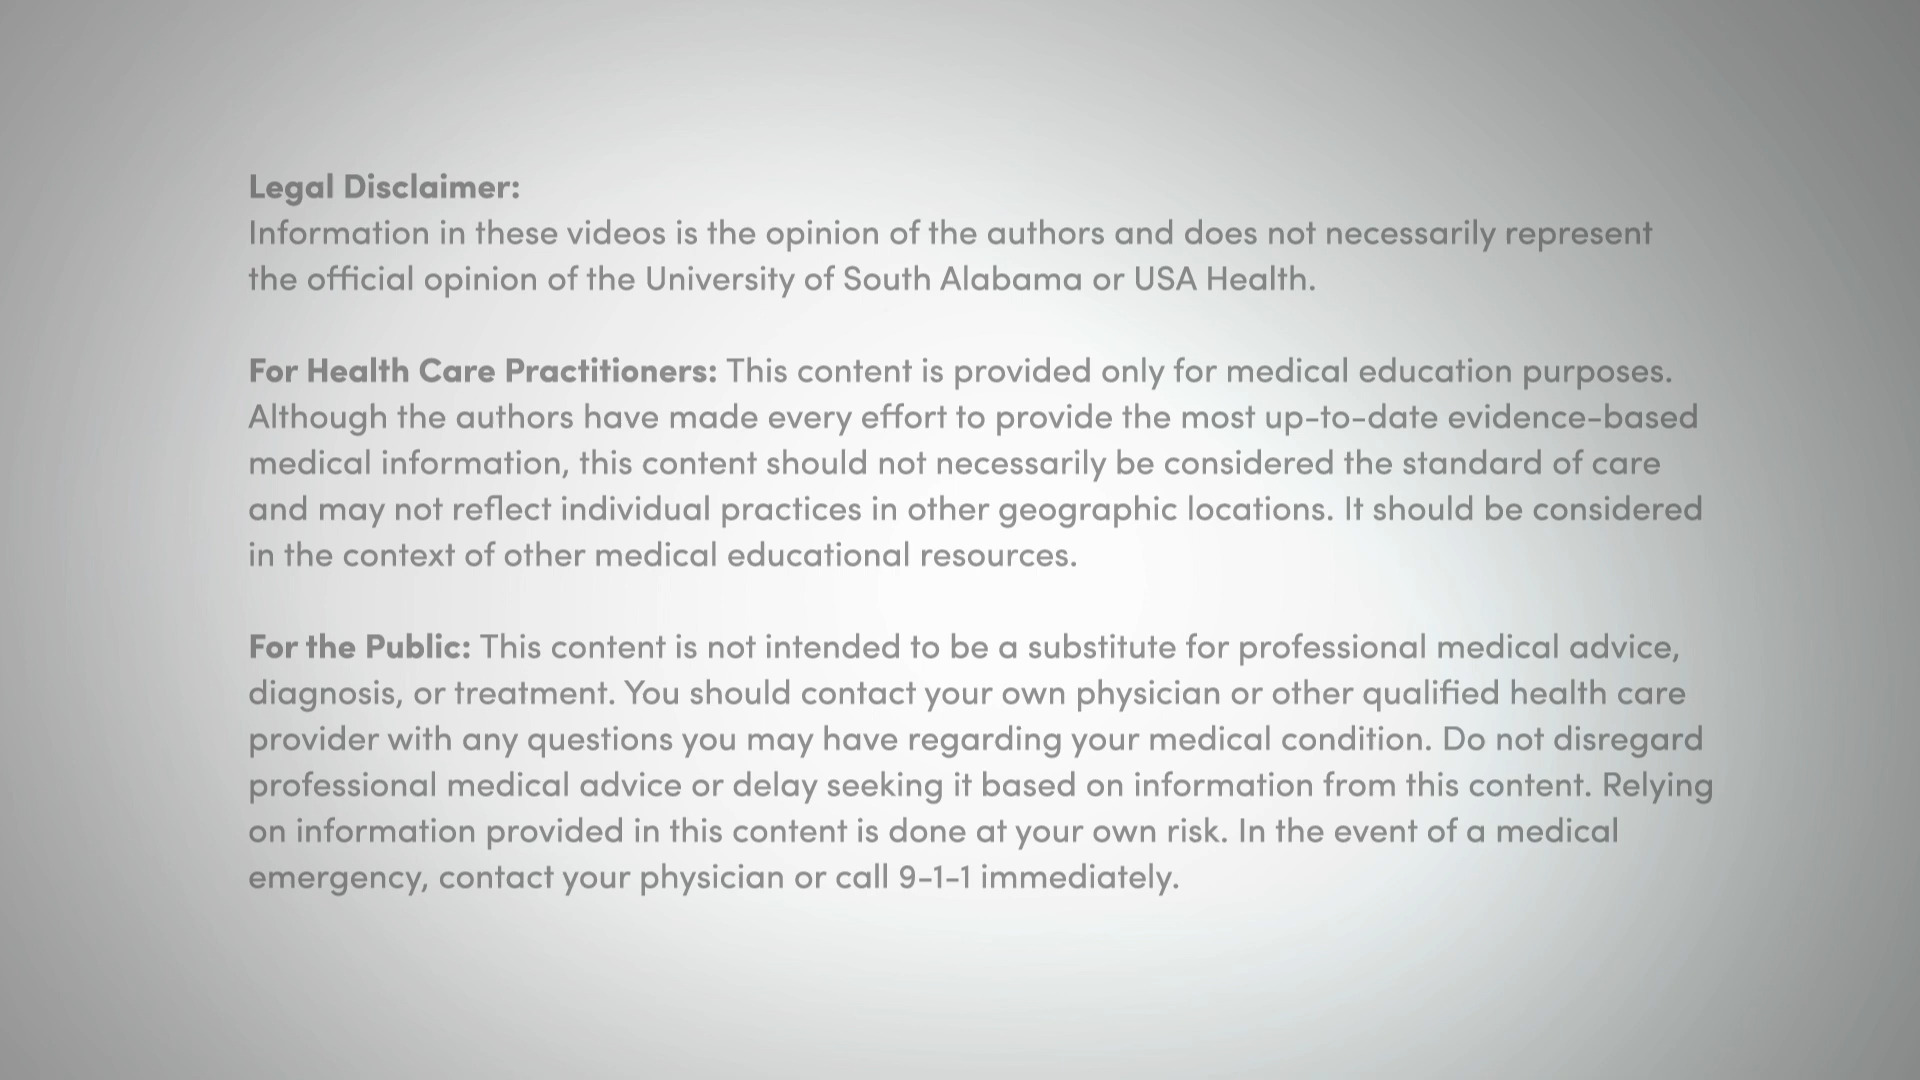 Legal Disclaimer:
Information in these videos is the opinion of the authors and does not necessarily represent
the official opinion of the University of South Alabama or USA Health.
For Health Care Practitioners: This content is provided only for medical education purposes.
Although the authors have made every effort to provide the most up-to-date evidence-based
medical information, this content should not necessarily be considered the standard of care
and may not reflect individual practices in other geographic locations. It should be considered
in the context of other medical educational resources.
For the Public: This content is not intended to be a substitute for professional medical advice,
diagnosis, or treatment. You should contact your own physician or other qualified health care
provider with any questions you may have regarding your medical condition. Do not disregard
professional medical advice or delay seeking it based on information from this content. Relying
on information provided in this content is done at your own risk. In the event of a medical
emergency, contact your physician or call 9-1-1 immediately.